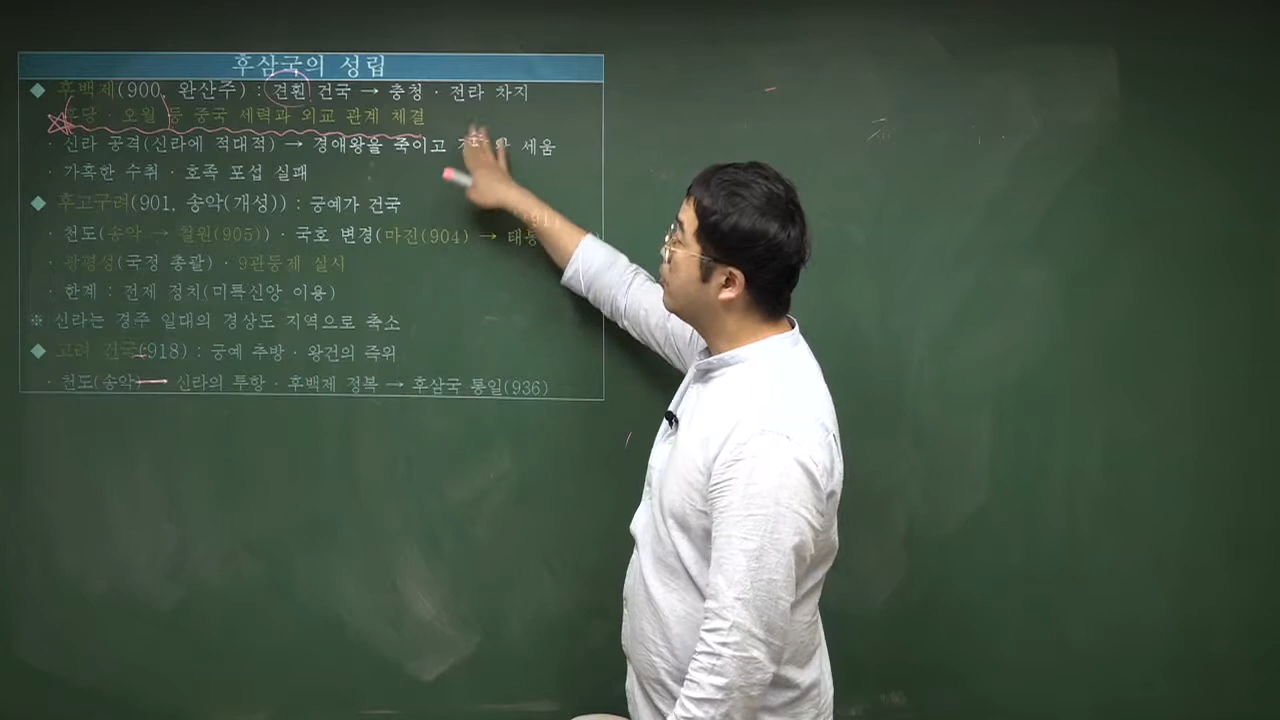 후삼국의 성립
◆ 후백제(900, 완산주) : 견훤 건국 → 충청 · 전라 차지
· 후당 · 오월 등 중국 세력과 외교 관계 체결
· 신라 공격(신라에 적대적) → 경애왕을 죽이고 세움
· 가혹한 수취 · 호족 포섭 실패
◆ 후고구려(901, 송악(개성)) : 궁예가 건국
· 천도(송악 → 철원(905)) · 국호 변경(마진(904) → 태봉
· 광평성(국정 총괄) · 9관등제 실시
· 한계 : 전제 정치(미륵신앙 이용)
※ 신라는 경주 일대의 경상도 지역으로 축소
◆ 고려 건국(918) : 궁예 추방 · 왕건의 즉위
· 천도(송악) 신라의 투항 · 후백제 정복 → 후삼국 통일(936)